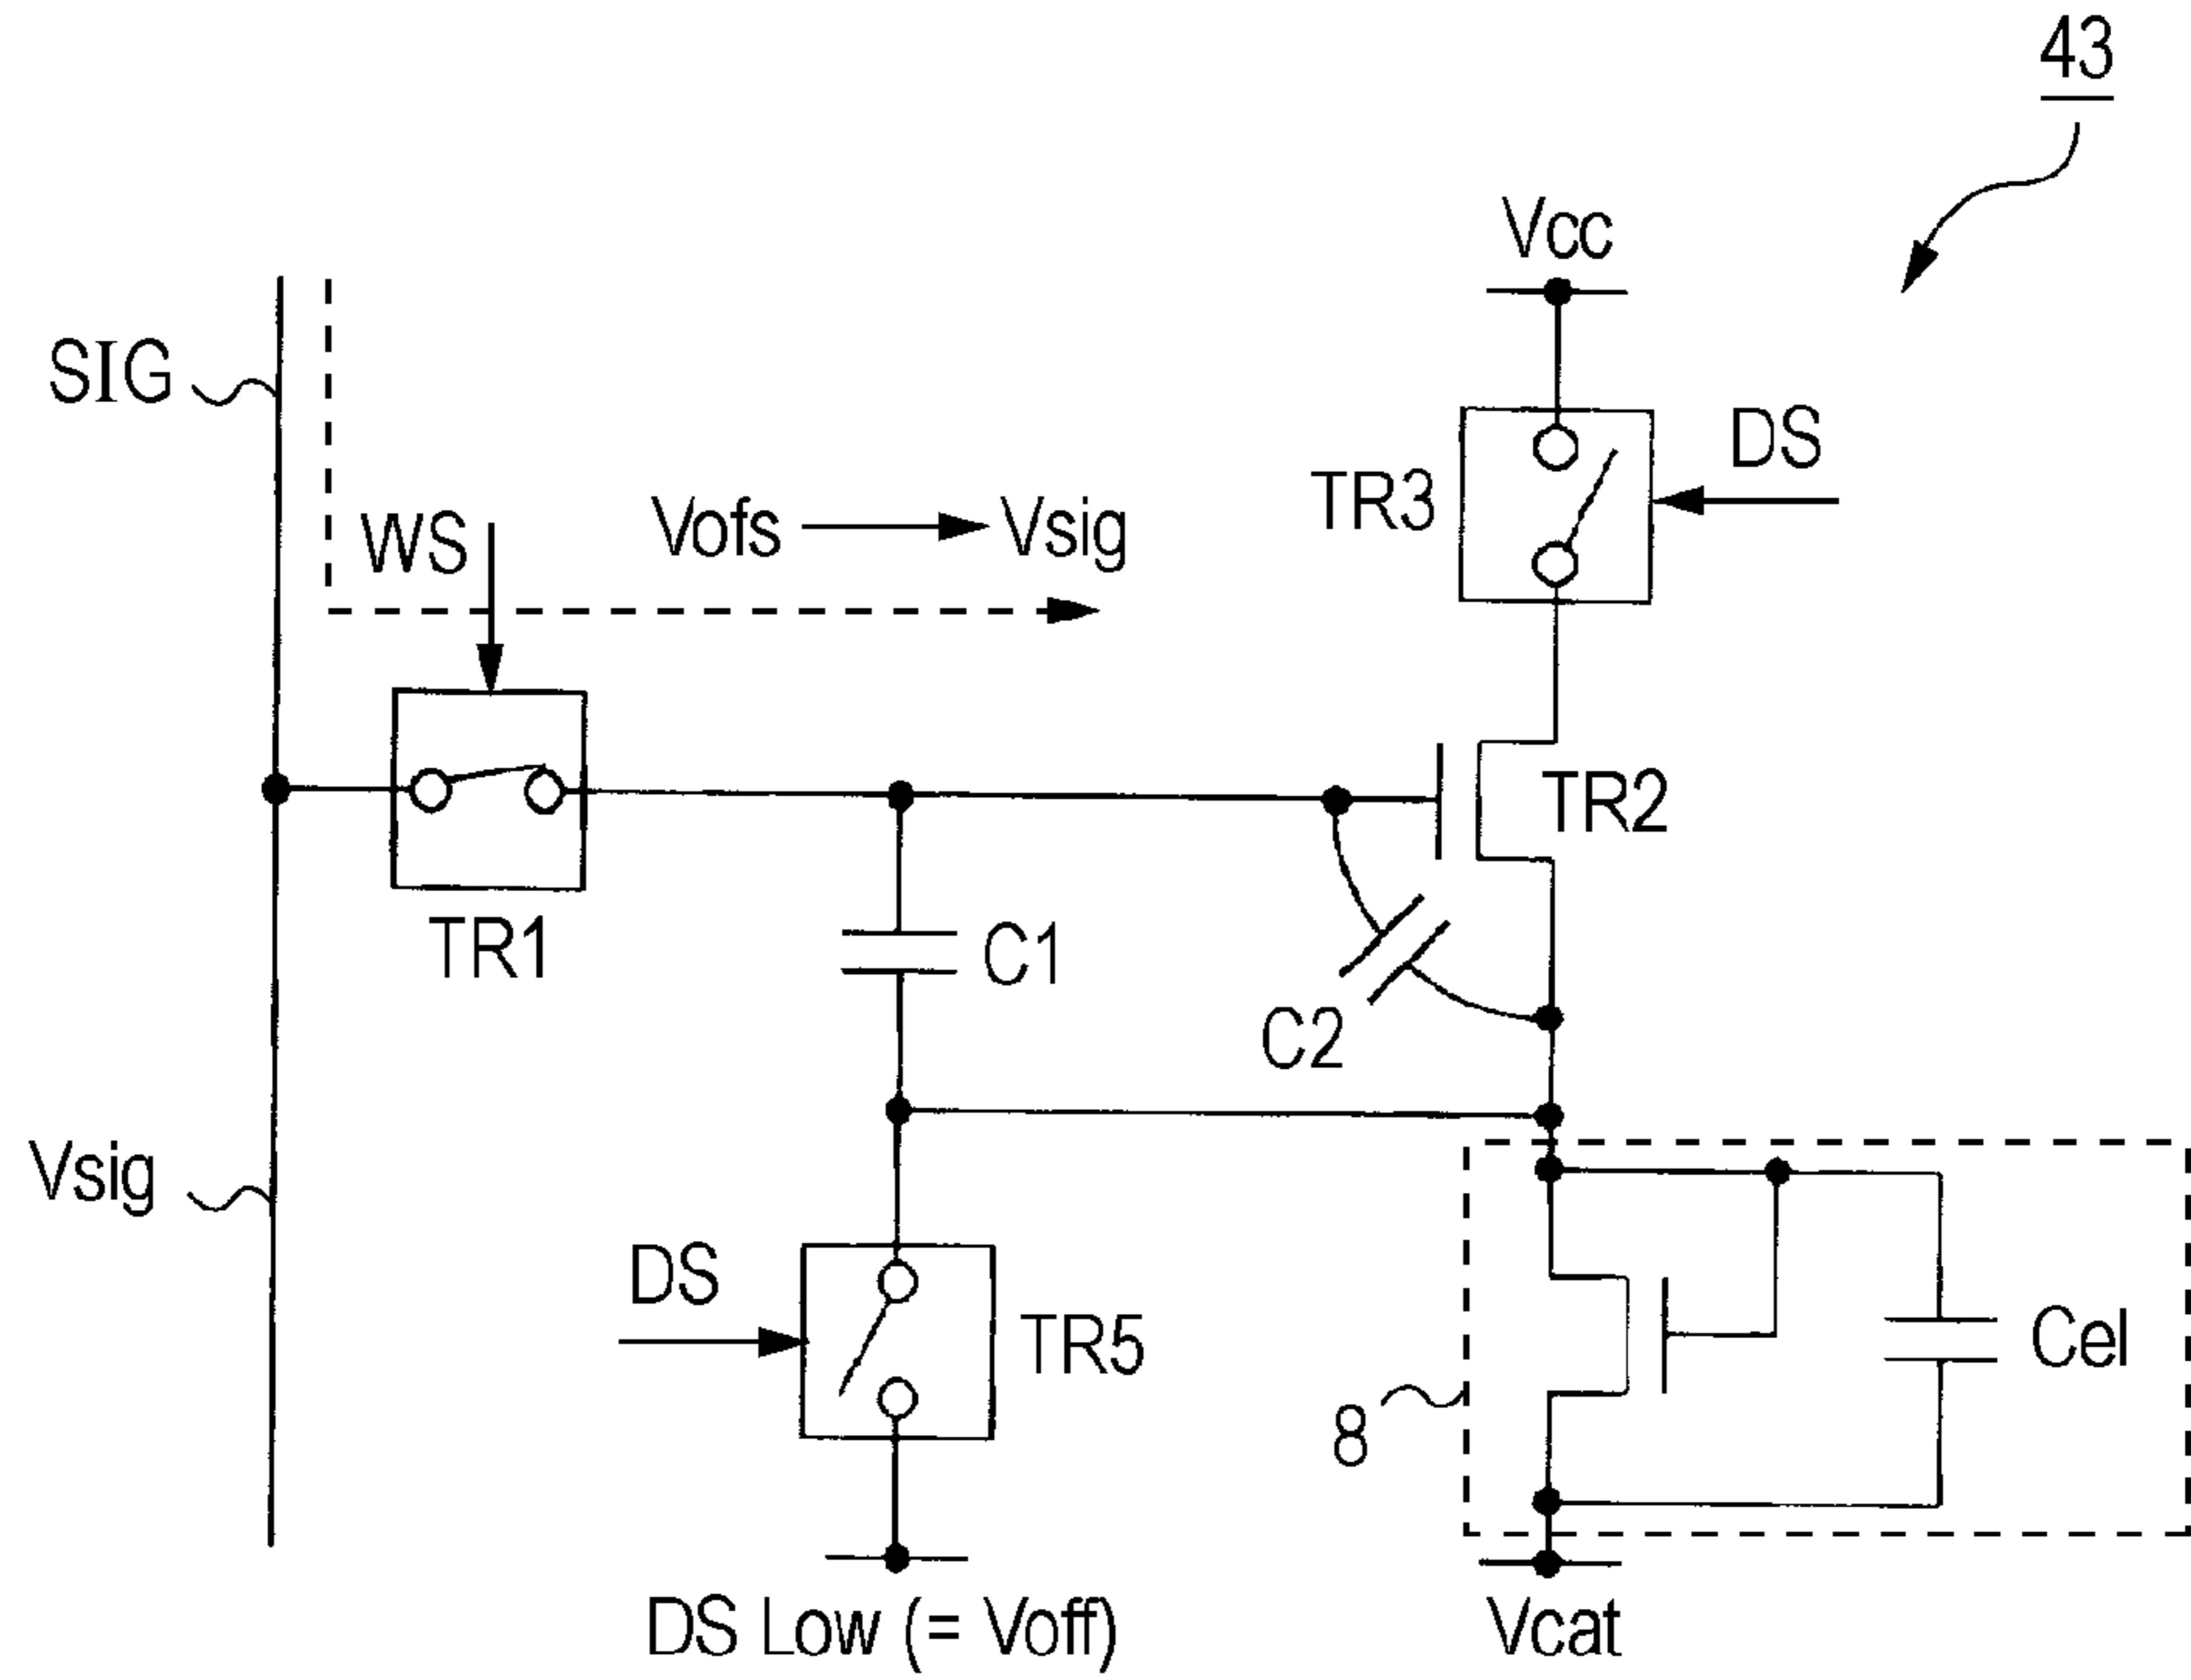 43
Vcc
SIG
DS
TR3
WS
Vofs Vsig
TR2
TR1
C1
C2
Vsig
DS
TR5
Cel
8
DS Low (= Voff)
Vcat